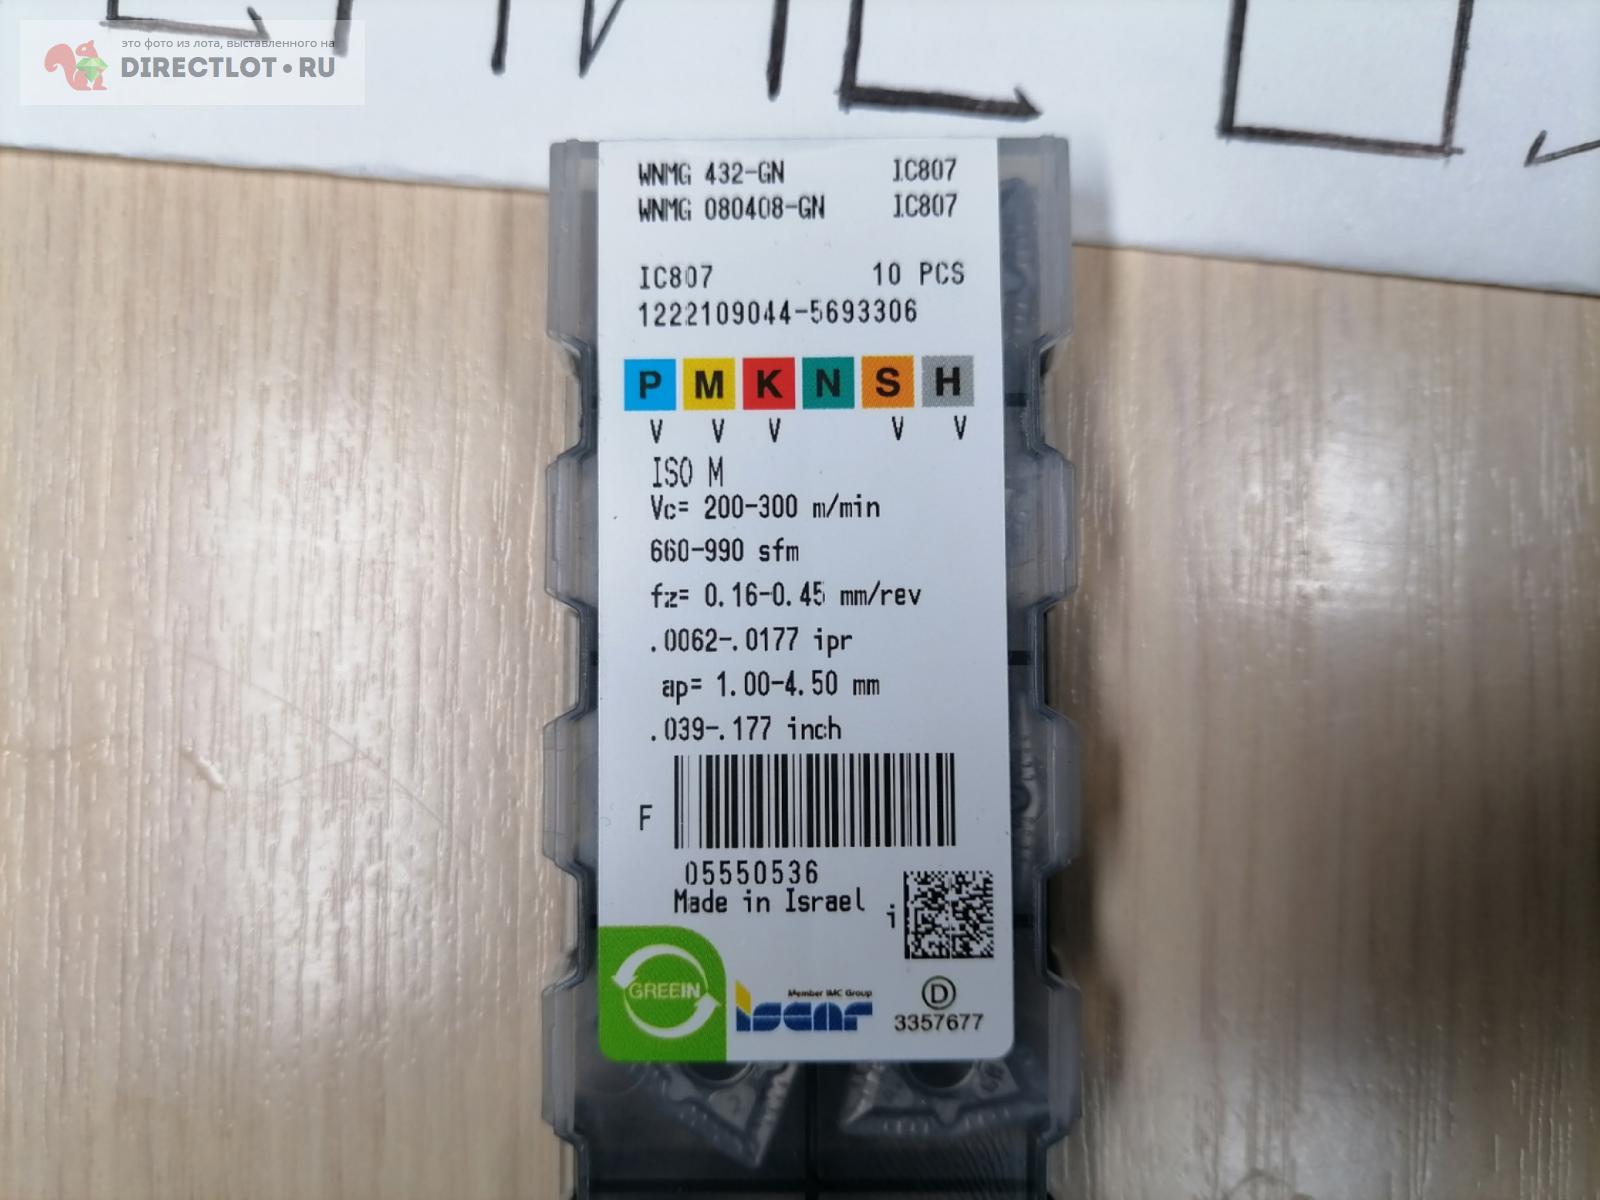 это фото из лота, выставленного на
DIRECTLOT.RU
WNMG 432-GN IC807
WNMG 080408-GN IC807
IC807 10 PCS
1222109044-5693306
P M K N S H
V V V V V
ISO M
Vc= 200-300 m/min
660-990 sfm
fz= 0.16-0.45 mm/rev
.0062-.0177 ipr
ap= 1.00-4.50 mm
.039-.177 inch
F
05550536
Made in Israel
i
GREEIN
Member IMC Group
iscar
D
3357677